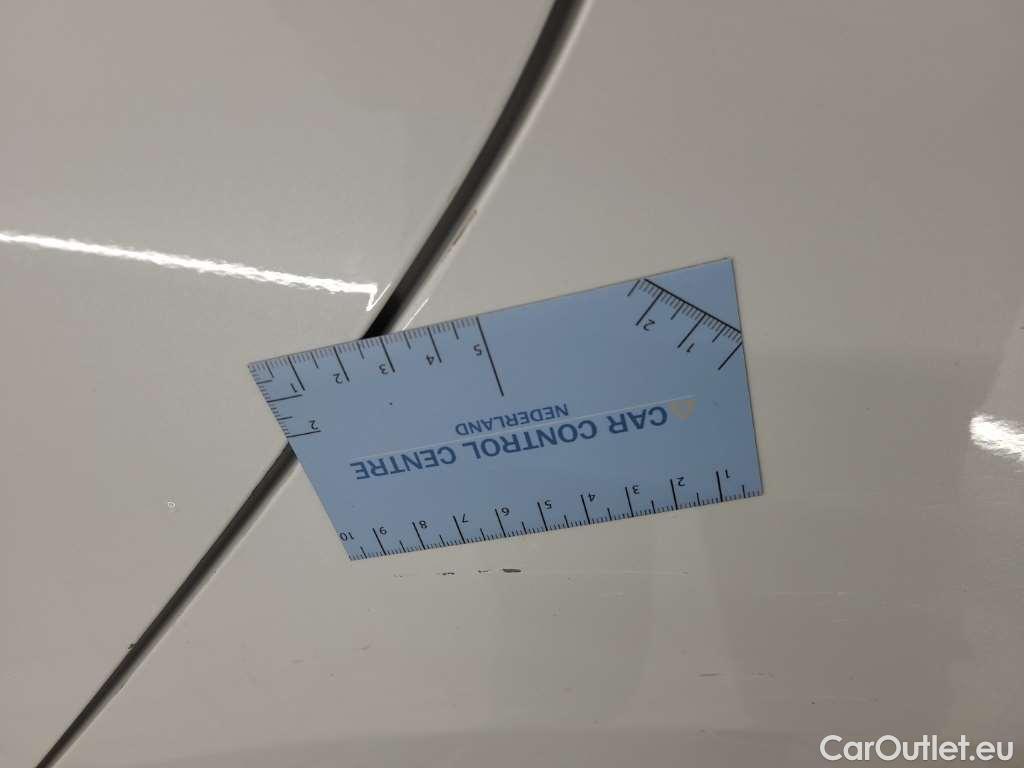 5 4 3 2 1
2
2 1
CAR CONTROL CENTRE
NEDERLAND
1 2 3 4 5 6 7 8 9 10
CarOutlet.eu